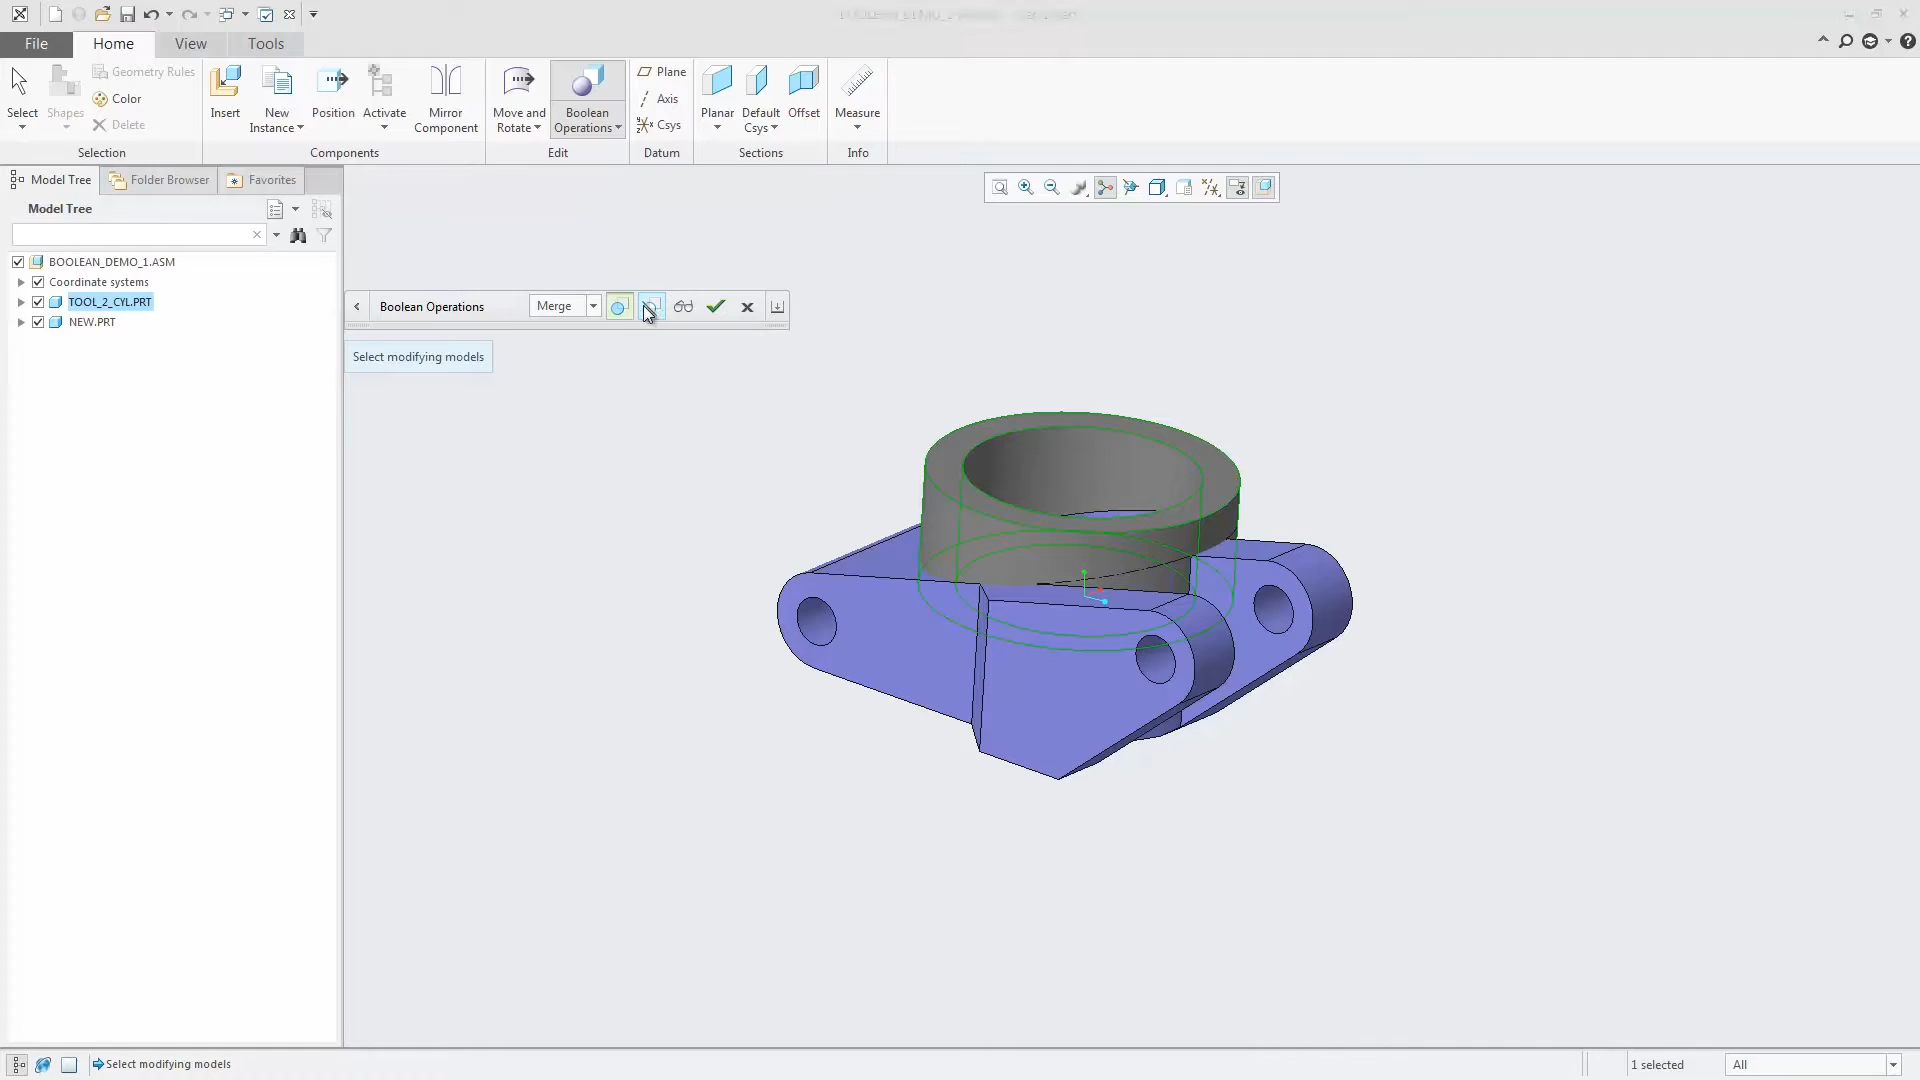 File Home View Tools
Select
Shapes
Geometry Rules
Color
Delete
Selection
Insert
New Instance
Position
Activate
Mirror Component
Components
Move and Rotate
Boolean Operations
Edit
Plane
Axis
Csys
Datum
Planar
Default Csys
Offset
Sections
Measure
Info
Model Tree Folder Browser Favorites
Model Tree
BOOLEAN_DEMO_1.ASM
Coordinate systems
TOOL_2_CYL.PRT
NEW.PRT
Boolean Operations Merge
Select modifying models
Select modifying models
1 selected All